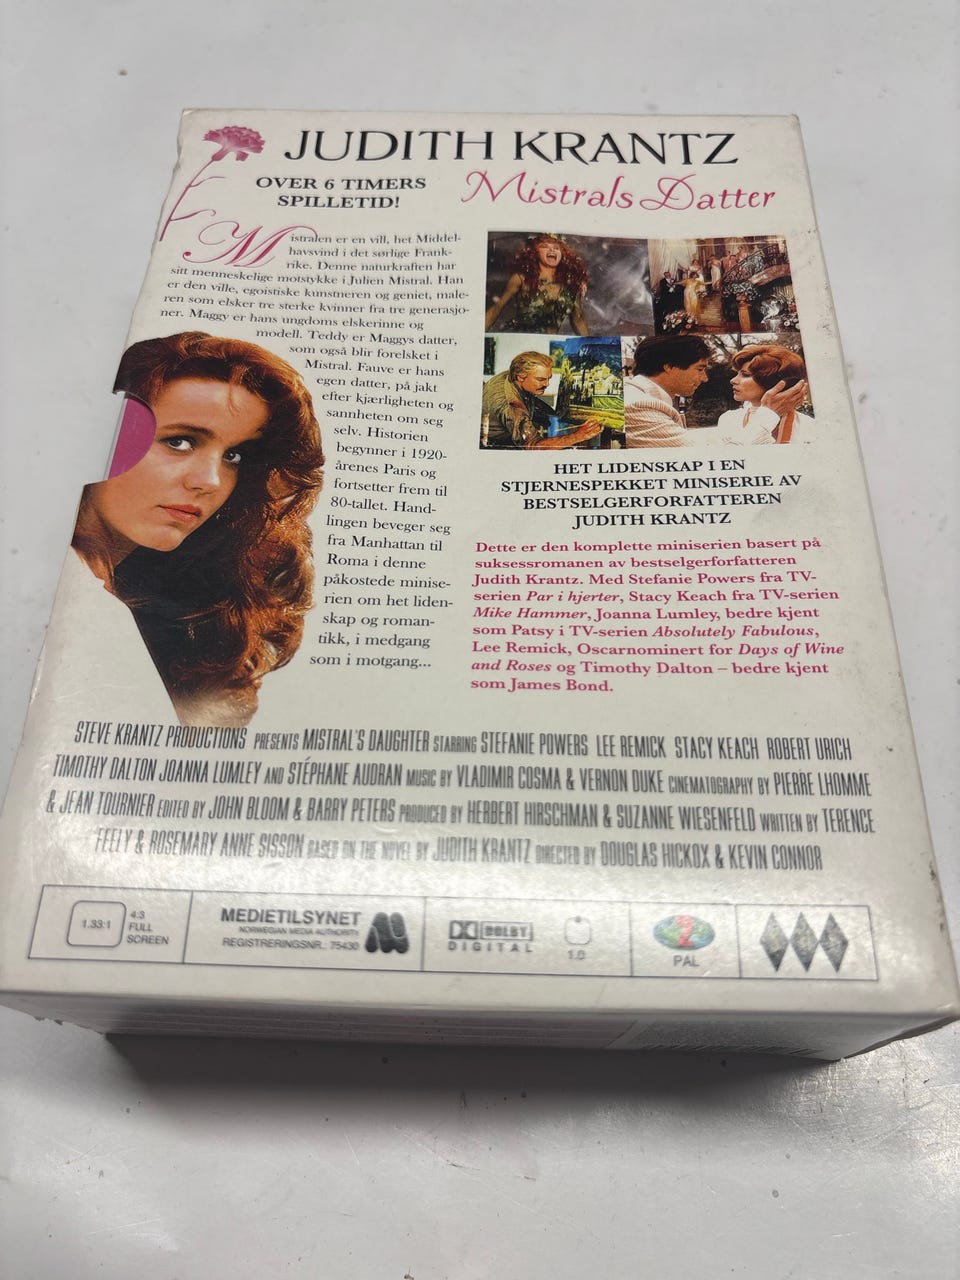 JUDITH KRANTZ
Mistrals Datter
OVER 6 TIMERS
SPILLETID!
Mistralen er en vill, het Middel-
havsvind i det sørlige Frank-
rike. Denne naturkraften har
sitt menneskelige motstykke i Julien Mistral. Han
er den ville, egoistiske kunstneren og geniet, male-
ren som elsker tre sterke kvinner fra tre generasjo-
ner. Maggy er hans ungdoms elskerinne og
modell. Teddy er Maggys datter,
som også blir forelsket i
Mistral. Fauve er hans
egen datter, på jakt
efter kjærligheten og
sannheten om seg
selv. Historien
begynner i 1920-
årenes Paris og
fortsetter frem til
80-tallet. Hand-
lingen beveger seg
fra Manhattan til
Roma i denne
påkostede minise-
rien om het liden-
skap og roman-
tikk, i medgang
som i motgang...
HET LIDENSKAP I EN
STJERNESPEKKET MINISERIE AV
BESTSELGERFORFATTEREN
JUDITH KRANTZ
Dette er den komplette miniserien basert på
suksessromanen av bestselgerforfatteren
Judith Krantz. Med Stefanie Powers fra TV-
serien Par i hjerter, Stacy Keach fra TV-serien
Mike Hammer, Joanna Lumley, bedre kjent
som Patsy i TV-serien Absolutely Fabulous,
Lee Remick, Oscarnominert for Days of Wine
and Roses og Timothy Dalton – bedre kjent
som James Bond.
STEVE KRANTZ PRODUCTIONS PRESENTS MISTRAL'S DAUGHTER STARRING STEFANIE POWERS LEE REMICK STACY KEACH ROBERT URICH
TIMOTHY DALTON JOANNA LUMLEY AND STÉPHANE AUDRAN MUSIC BY VLADIMIR COSMA & VERNON DUKE CINEMATOGRAPHY BY PIERRE LHOMME
& JEAN TOURNIER EDITED BY JOHN BLOOM & BARRY PETERS PRODUCED BY HERBERT HIRSCHMAN & SUZANNE WIESENFELD WRITTEN BY TERENCE
FEELY & ROSEMARY ANNE SISSON BASED ON THE NOVEL BY JUDITH KRANTZ DIRECTED BY DOUGLAS HICKOX & KEVIN CONNOR
1.33:1
4:3
FULL
SCREEN
MEDIETILSYNET
NORWEGIAN MEDIA AUTHORITY
REGISTRERINGSNR. 75430
DOLBY
DIGITAL
1.0
2
PAL